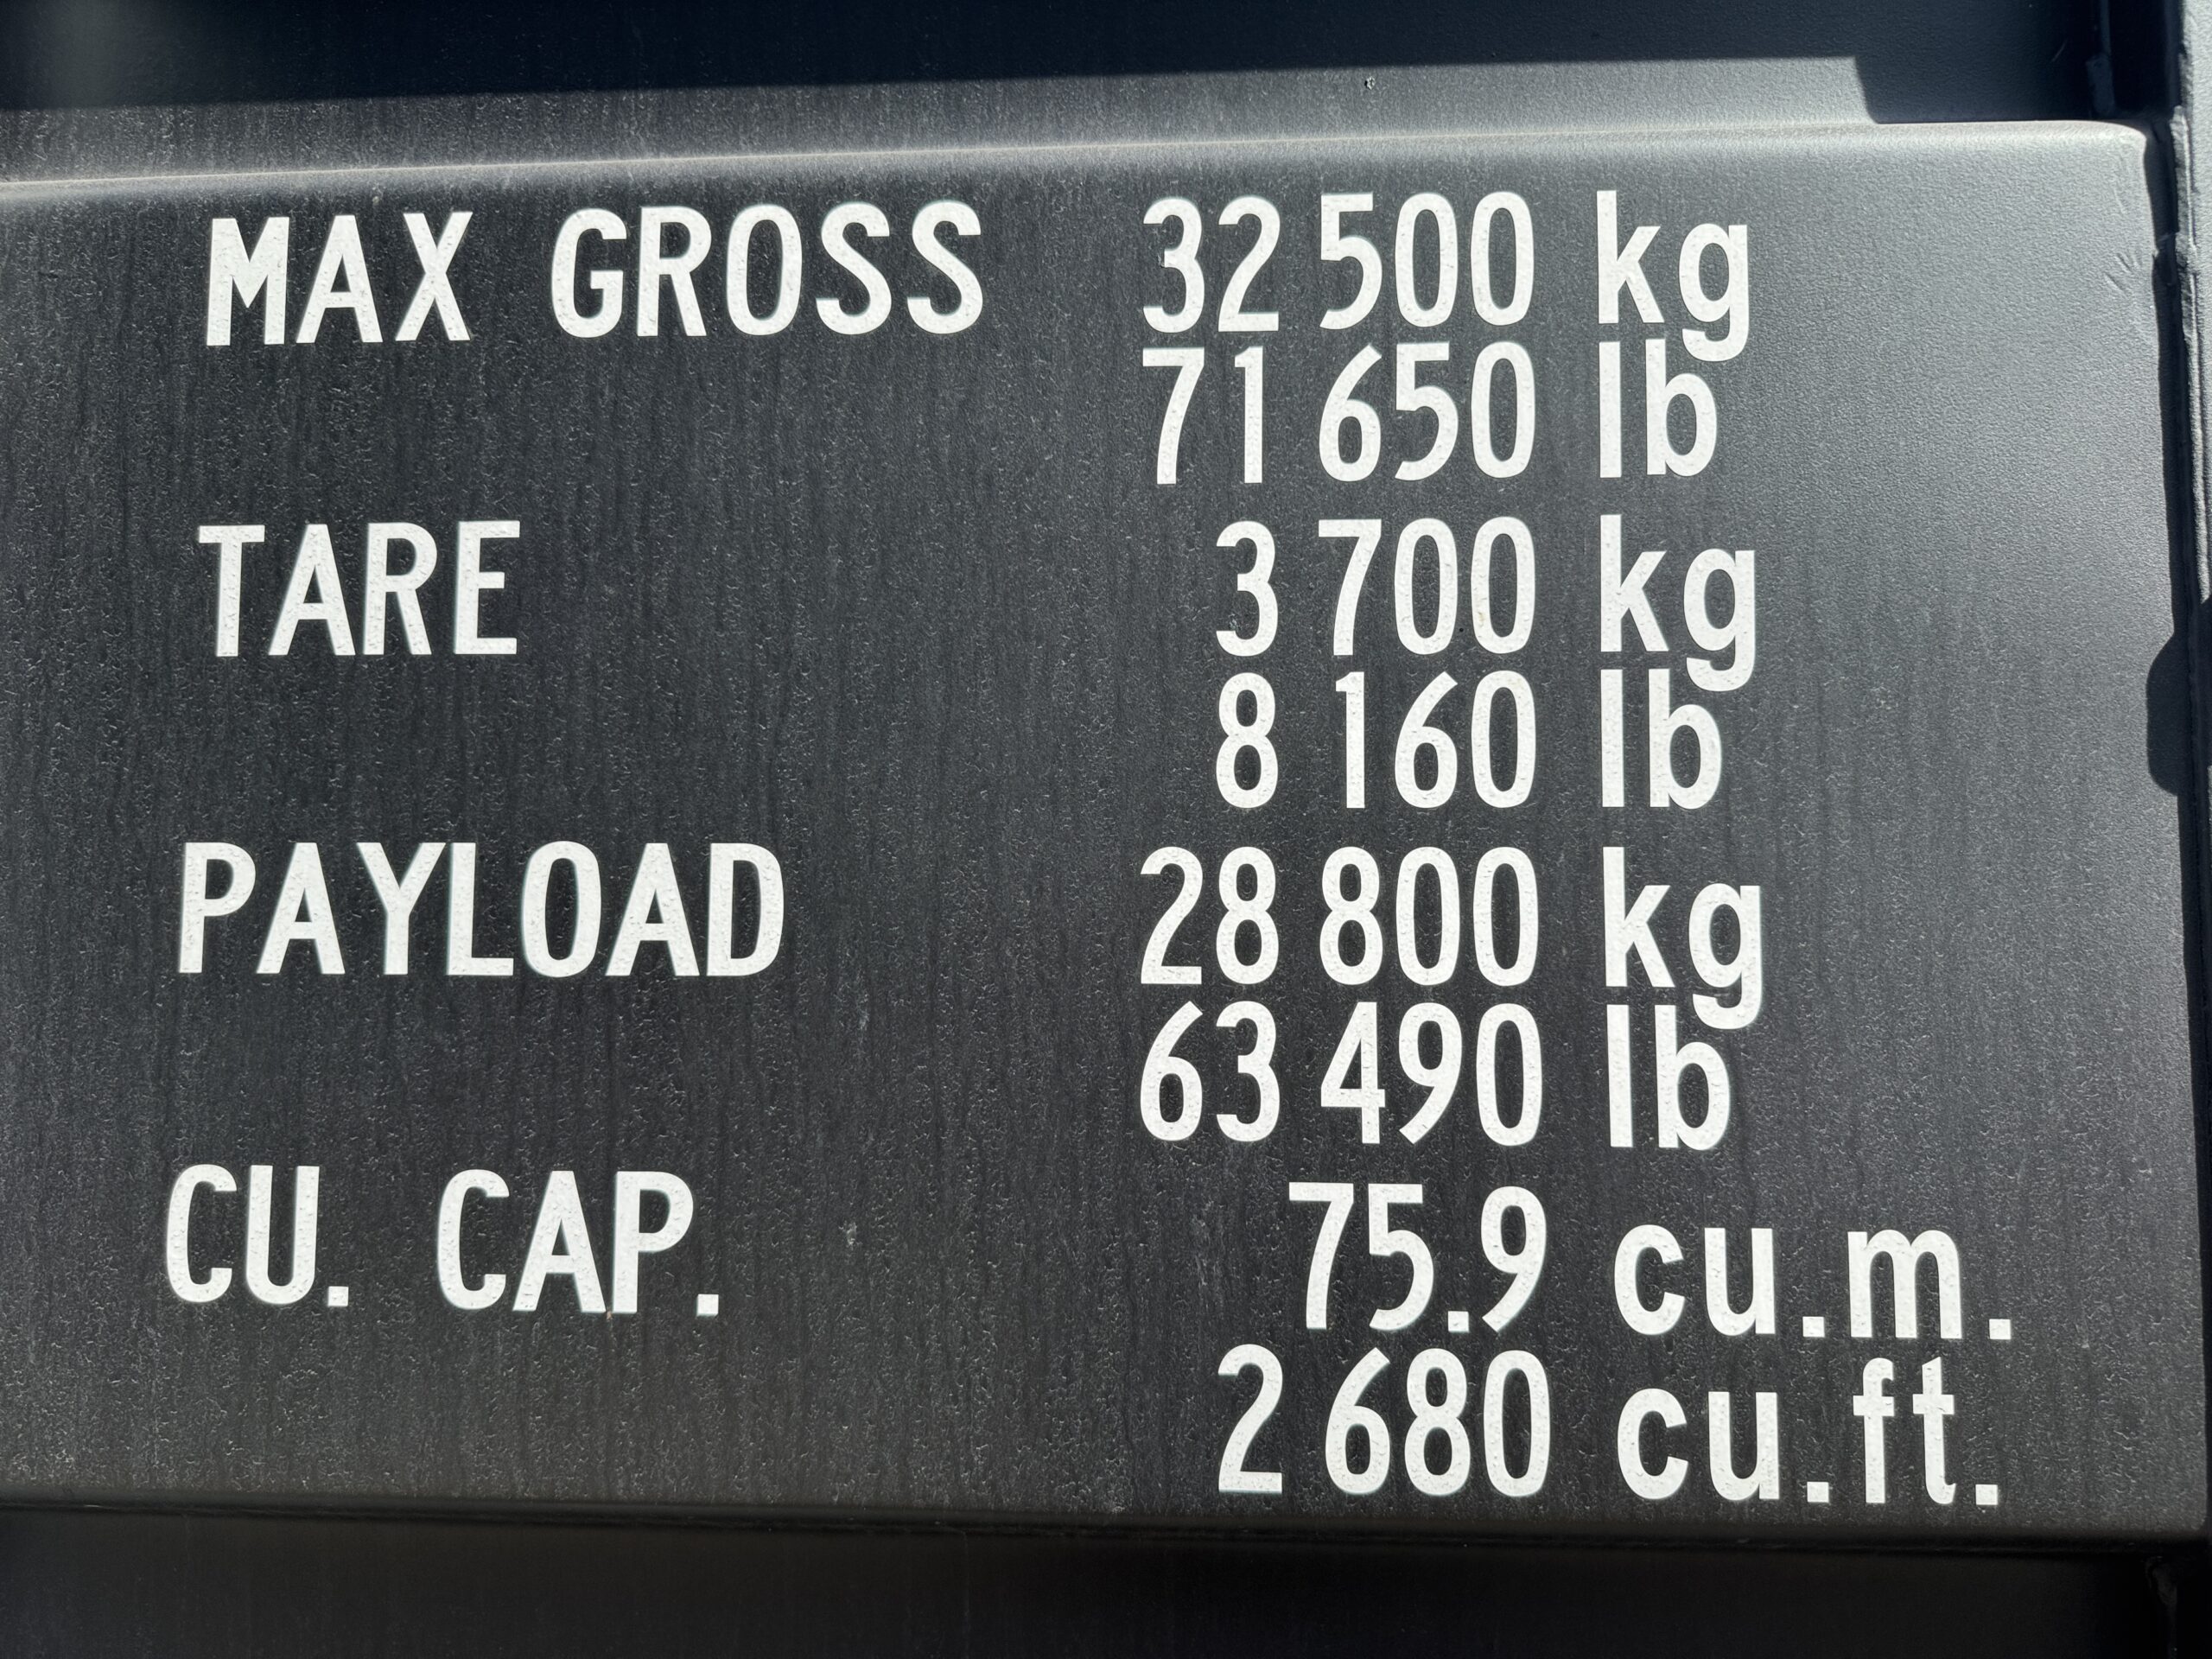 MAX GROSS 32 500 kg
71 650 lb
TARE 3 700 kg
8 160 lb
PAYLOAD 28 800 kg
63 490 lb
CU. CAP. 75.9 cu.m.
2 680 cu.ft.